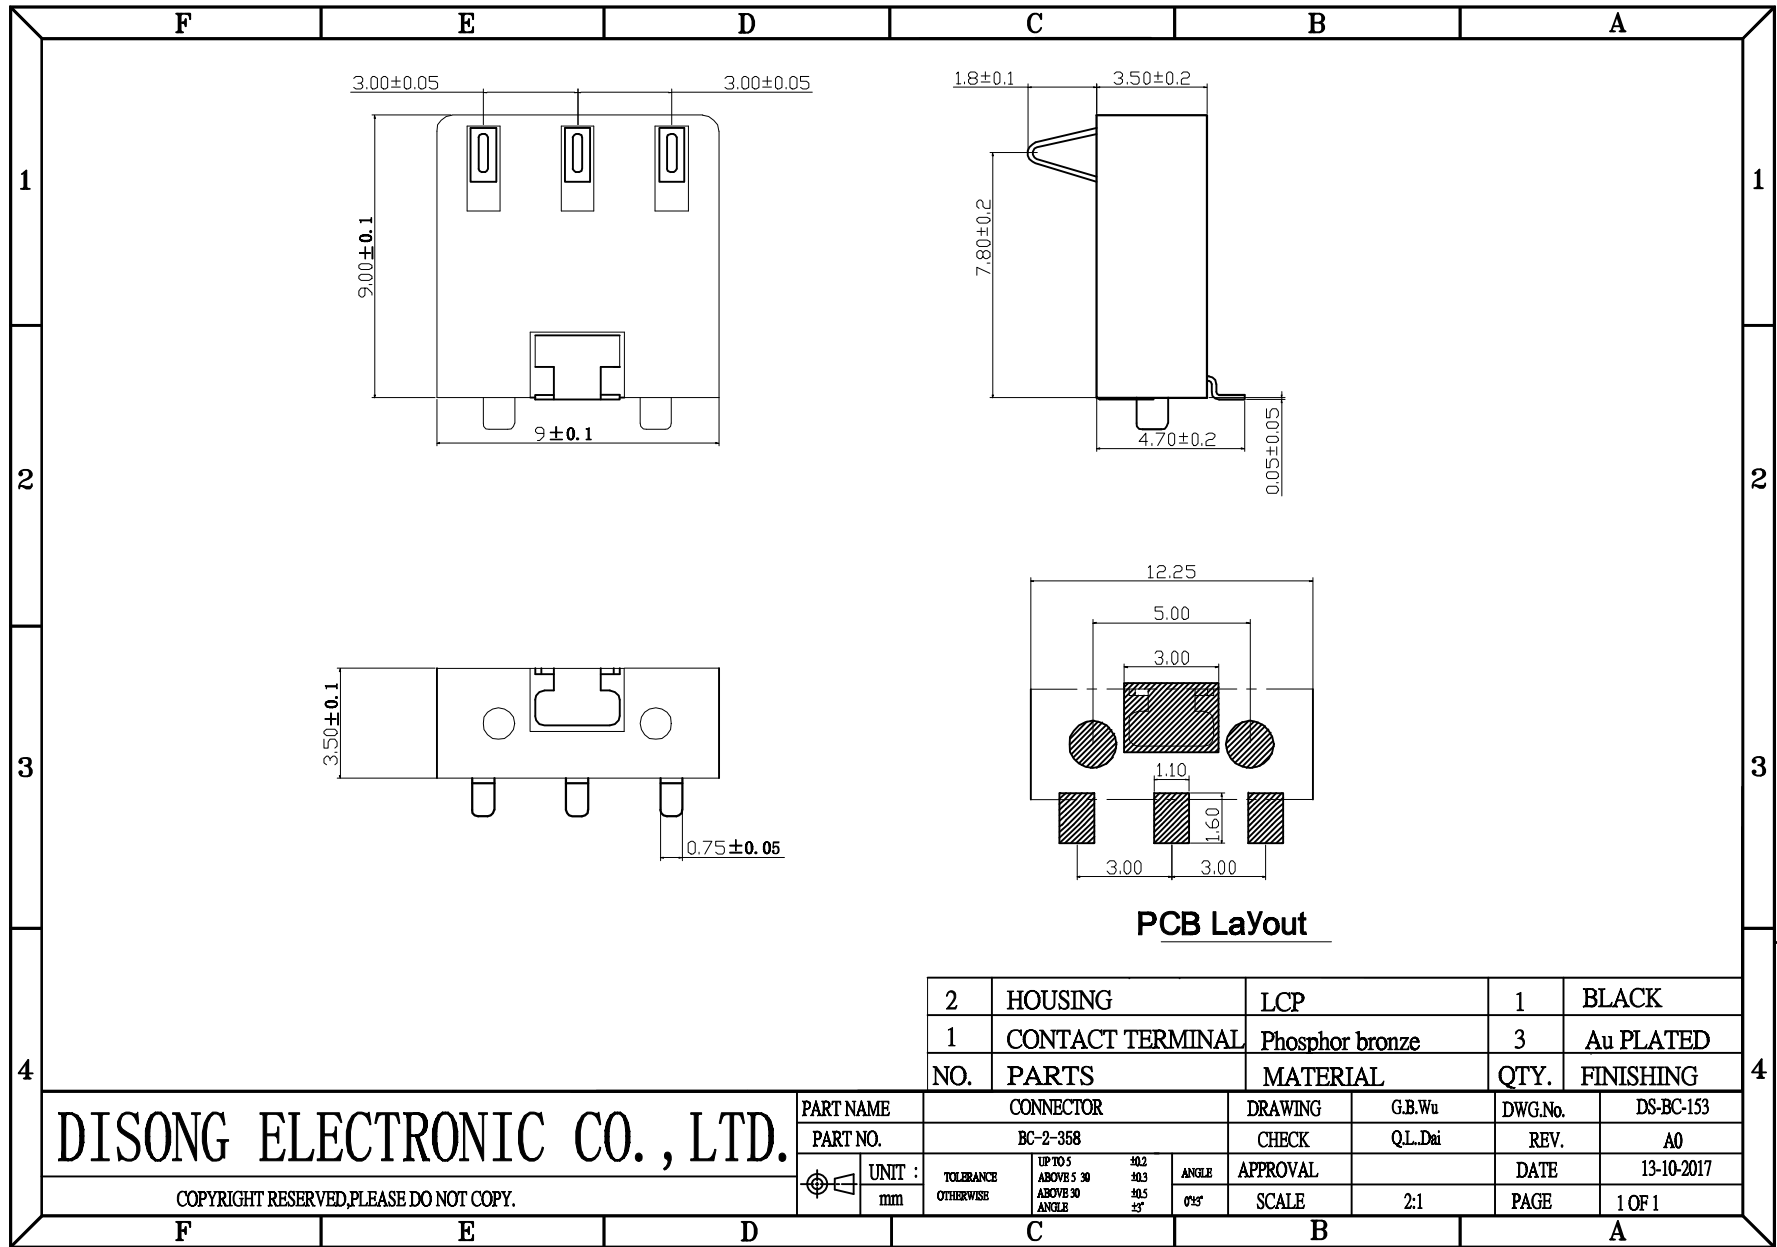 F E D C B A
3.00±0.05 3.00±0.05
1.8±0.1 3.50±0.2
1 1
9.00±0.1
7.80±0.2
9±0.1
4.70±0.2
0.05±0.05
2 2
12.25
5.00
3.00
3.50±0.1
3 3
1.10
1.60
0.75±0.05
3.00 3.00
PCB LaYout
2 HOUSING LCP 1 BLACK
1 CONTACT TERMINAL Phosphor bronze 3 Au PLATED
NO. PARTS MATERIAL QTY. FINISHING
4 4
DISONG ELECTRONIC CO., LTD.
COPYRIGHT RESERVED,PLEASE DO NOT COPY.
PART NAME CONNECTOR DRAWING G.B.Wu DWG.No. DS-BC-153
PART NO. BC-2-358 CHECK Q.L..Dai REV. A0
UNIT : mm
TOLERANCE OTHERWISE
UP TO 5 ±0.2
ABOVE 5 30 ±0.3
ABOVE 30 ±0.5
ANGLE ±3°
ANGLE
0°±3°
APPROVAL DATE 13-10-2017
SCALE 2:1 PAGE 1 OF 1
F E D C B A